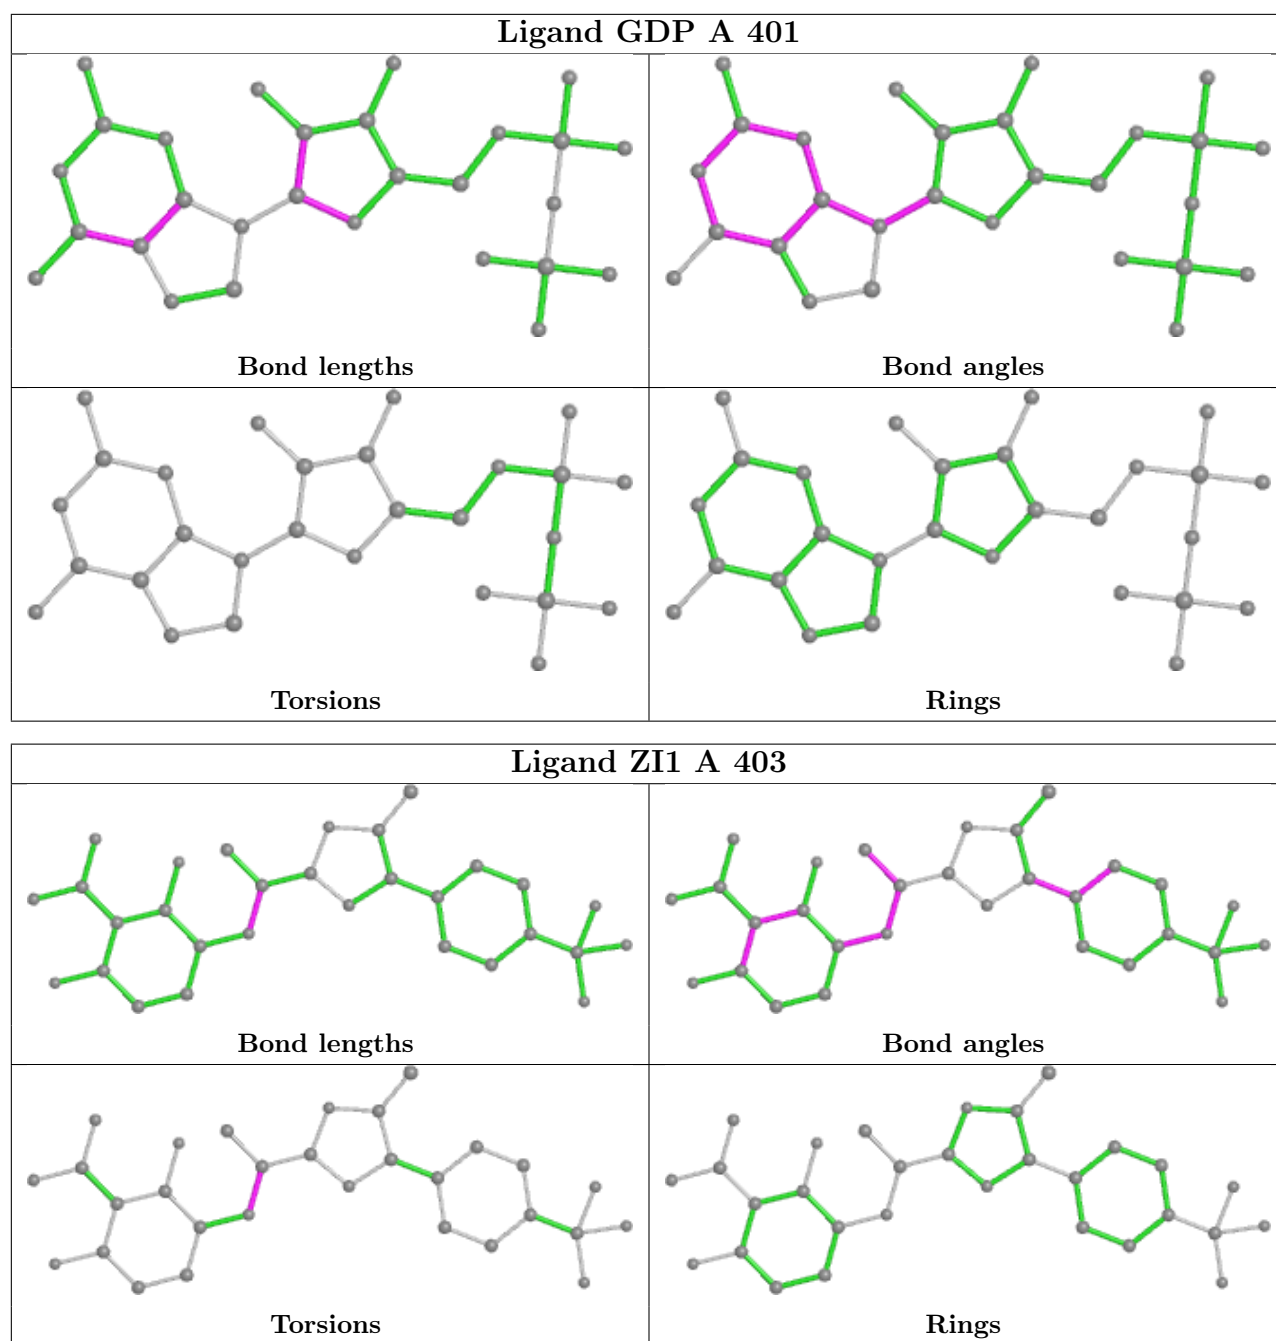 Ligand GDP A 401
Bond lengths
Bond angles
Torsions
Rings
Ligand ZI1 A 403
Bond lengths
Bond angles
Torsions
Rings